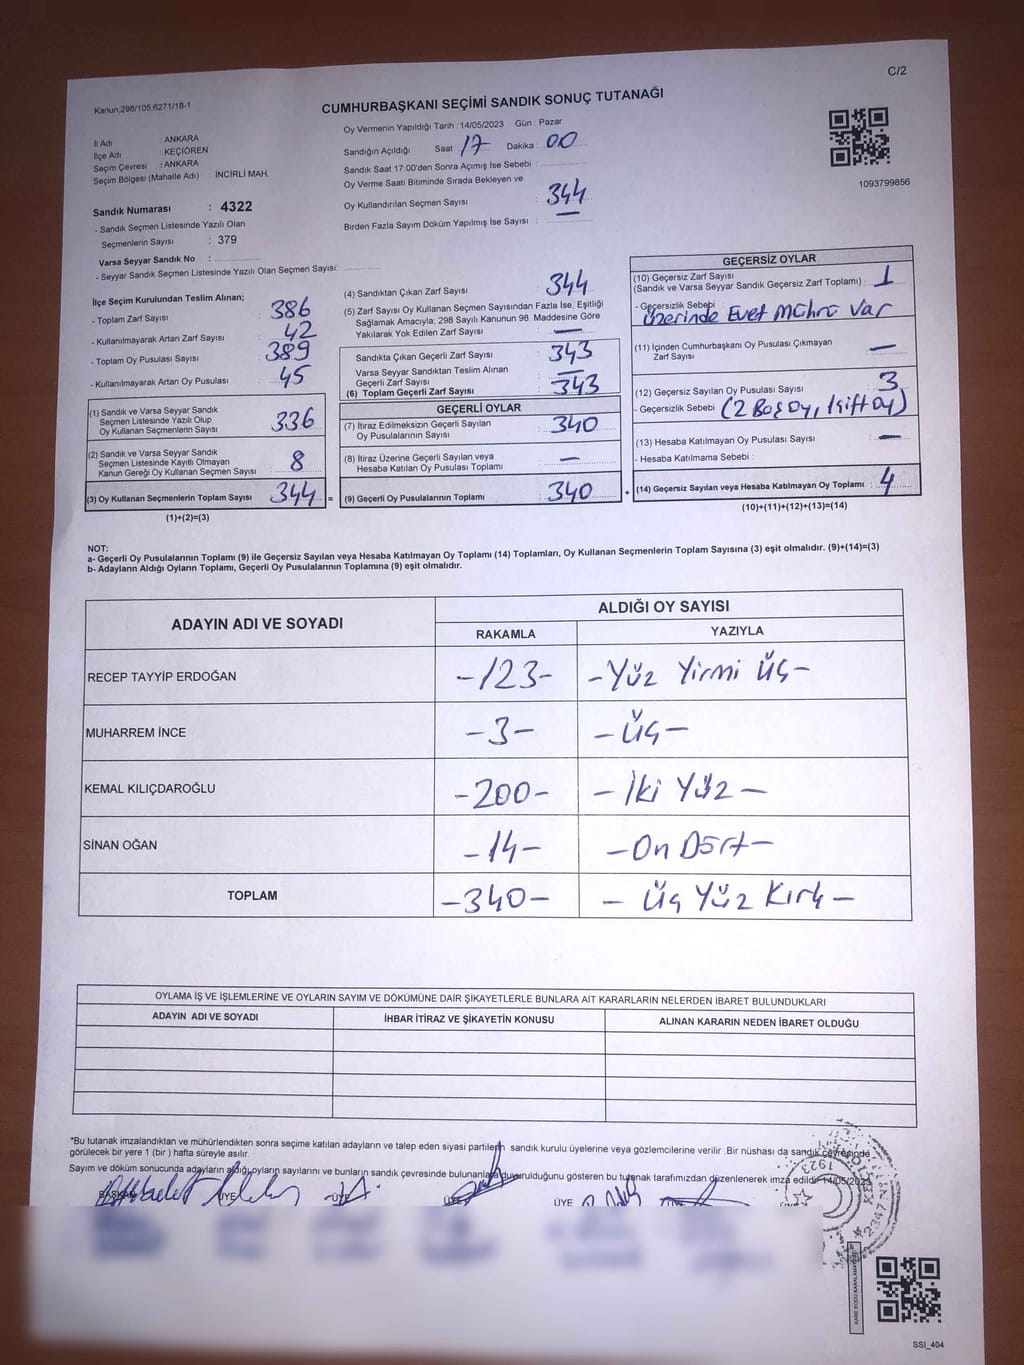 C/2
Kanun:298/105,6271/18-1
CUMHURBAŞKANI SEÇİMİ SANDIK SONUÇ TUTANAĞI
İl Adı : ANKARA
İlçe Adı : KEÇİÖREN
Seçim Çevresi : ANKARA
Seçim Bölgesi (Mahalle Adı) : İNCİRLİ MAH.
Sandık Numarası : 4322
- Sandık Seçmen Listesinde Yazılı Olan
Seçmenlerin Sayısı : 379
Varsa Seyyar Sandık No :
- Seyyar Sandık Seçmen Listesinde Yazılı Olan Seçmen Sayısı:
Oy Vermenin Yapıldığı Tarih : 14/05/2023 Gün : Pazar
Sandığın Açıldığı Saat : 17 Dakika : 00
Sandık Saat 17:00'den Sonra Açımış İse Sebebi :
Oy Verme Saati Bitiminde Sırada Bekleyen ve
Oy Kullandırılan Seçmen Sayısı : 344
Birden Fazla Sayım Döküm Yapılmış İse Sayısı : —
1093799856
İlçe Seçim Kurulundan Teslim Alınan;
- Toplam Zarf Sayısı : 386
- Kullanılmayarak Artan Zarf Sayısı : 42
- Toplam Oy Pusulası Sayısı : 389
- Kullanılmayarak Artan Oy Pusulası : 45
(1) Sandık ve Varsa Seyyar Sandık
Seçmen Listesinde Yazılı Olup
Oy Kullanan Seçmenlerin Sayısı : 336
(2) Sandık ve Varsa Seyyar Sandık
Seçmen Listesinde Kayıtlı Olmayan
Kanun Gereği Oy Kullanan Seçmen Sayısı : 8
(3) Oy Kullanan Seçmenlerin Toplam Sayısı : 344 =
(1)+(2)=(3)
(4) Sandıktan Çıkan Zarf Sayısı : 344
(5) Zarf Sayısı Oy Kullanan Seçmen Sayısından Fazla İse, Eşitliği
Sağlamak Amacıyla; 298 Sayılı Kanunun 98. Maddesine Göre
Yakılarak Yok Edilen Zarf Sayısı : —
Sandıkta Çıkan Geçerli Zarf Sayısı : 343
Varsa Seyyar Sandıktan Teslim Alınan
Geçerli Zarf Sayısı : —
(6) Toplam Geçerli Zarf Sayısı : 343
GEÇERLİ OYLAR
(7) İtiraz Edilmeksizin Geçerli Sayılan
Oy Pusulalarının Sayısı : 340
(8) İtiraz Üzerine Geçerli Sayılan veya
Hesaba Katılan Oy Pusulası Toplamı : —
(9) Geçerli Oy Pusulalarının Toplamı : 340 +
GEÇERSİZ OYLAR
(10) Geçersiz Zarf Sayısı
(Sandık ve Varsa Seyyar Sandık Geçersiz Zarf Toplamı) : 1
- Geçersizlik Sebebi :
üzerinde Evet Mührü Var
(11) İçinden Cumhurbaşkanı Oy Pusulası Çıkmayan
Zarf Sayısı : —
(12) Geçersiz Sayılan Oy Pusulası Sayısı : 3
- Geçersizlik Sebebi : (2 Boş Oy, 1 Çift Oy)
(13) Hesaba Katılmayan Oy Pusulası Sayısı : —
- Hesaba Katılmama Sebebi :
(14) Geçersiz Sayılan veya Hesaba Katılmayan Oy Toplamı : 4
(10)+(11)+(12)+(13)=(14)
NOT:
a- Geçerli Oy Pusulalarının Toplamı (9) ile Geçersiz Sayılan veya Hesaba Katılmayan Oy Toplamı (14) Toplamları, Oy Kullanan Seçmenlerin Toplam Sayısına (3) eşit olmalıdır. (9)+(14)=(3)
b- Adayların Aldığı Oyların Toplamı, Geçerli Oy Pusulalarının Toplamına (9) eşit olmalıdır.
ADAYIN ADI VE SOYADI
ALDIĞI OY SAYISI
RAKAMLA YAZIYLA
RECEP TAYYİP ERDOĞAN -123- -Yüz Yirmi Üç-
MUHARREM İNCE -3- -Üç-
KEMAL KILIÇDAROĞLU -200- -İki Yüz-
SİNAN OĞAN -14- -On Dört-
TOPLAM -340- - Üç Yüz Kırk -
OYLAMA İŞ VE İŞLEMLERİNE VE OYLARIN SAYIM VE DÖKÜMÜNE DAİR ŞİKAYETLERLE BUNLARA AİT KARARLARIN NELERDEN İBARET BULUNDUKLARI
ADAYIN ADI VE SOYADI İHBAR İTİRAZ VE ŞİKAYETİN KONUSU ALINAN KARARIN NEDEN İBARET OLDUĞU
*Bu tutanak imzalandıktan ve mühürlendikten sonra seçime katılan adayların ve talep eden siyasi partilerin sandık kurulu üyelerine veya gözlemcilerine verilir .Bir nüshası da sandık çevresinde
görülecek bir yere 1 (bir ) hafta süreyle asılır.
Sayım ve döküm sonucunda adayların aldığı oyların sayılarını ve bunların sandık çevresinde bulunanlara duyurulduğunu gösteren bu tutanak tarafımızdan düzenlenerek imza edildi. 14/05/2023
BAŞKAN ÜYE ÜYE ÜYE ÜYE ÜYE
1923
SSİ_404